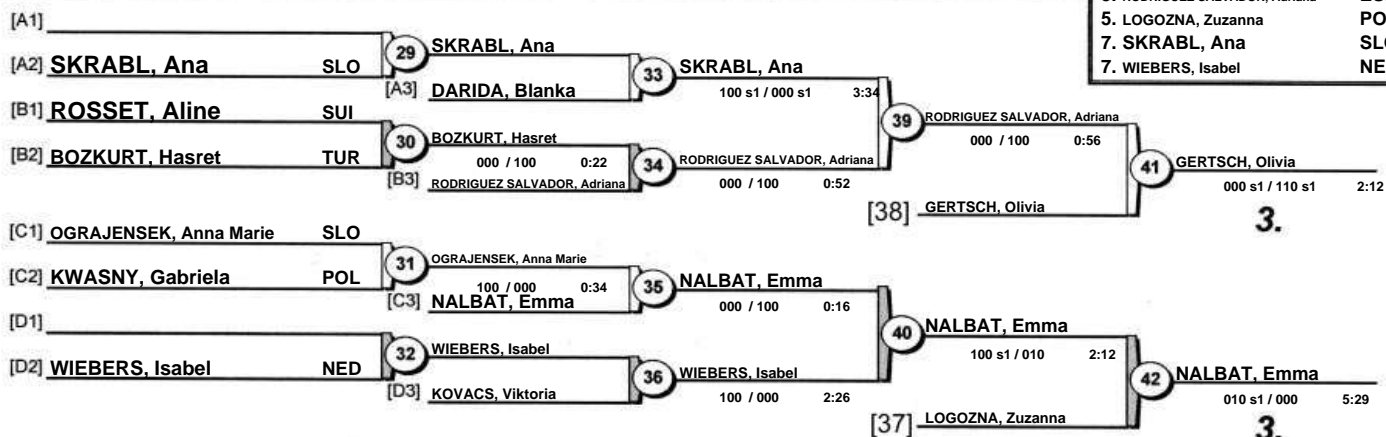 5. LOGOZNA, Zuzanna PO
7. SKRABL, Ana SL
7. WIEBERS, Isabel NE
[A1]
[A2] SKRABL, Ana SLO
29
SKRABL, Ana
[A3] DARIDA, Blanka
33
SKRABL, Ana
100 s1 / 000 s1 3:34
[B1] ROSSET, Aline SUI
[B2] BOZKURT, Hasret TUR
30
BOZKURT, Hasret
000 / 100 0:22
[B3] RODRIGUEZ SALVADOR, Adriana
34
RODRIGUEZ SALVADOR, Adriana
000 / 100 0:52
39
RODRIGUEZ SALVADOR, Adriana
000 / 100 0:56
[38] GERTSCH, Olivia
41
GERTSCH, Olivia
000 s1 / 110 s1 2:12
3.
[C1] OGRAJENSEK, Anna Marie SLO
[C2] KWASNY, Gabriela POL
31
OGRAJENSEK, Anna Marie
100 / 000 0:34
[C3] NALBAT, Emma
35
NALBAT, Emma
000 / 100 0:16
[D1]
[D2] WIEBERS, Isabel NED
32
WIEBERS, Isabel
[D3] KOVACS, Viktoria
36
WIEBERS, Isabel
100 / 000 2:26
40
NALBAT, Emma
100 s1 / 010 2:12
[37] LOGOZNA, Zuzanna
42
NALBAT, Emma
010 s1 / 000 5:29
3.